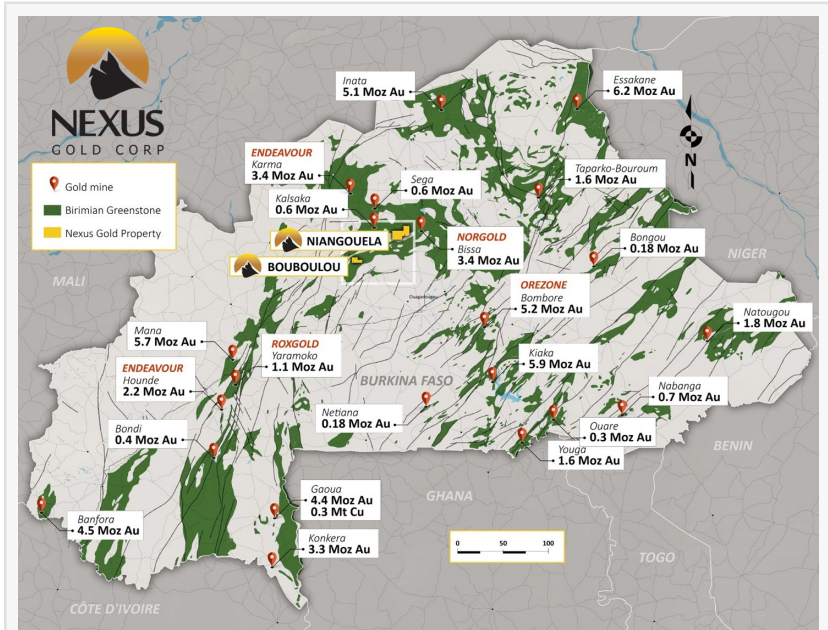 NEXUS
GOLD CORP
Gold mine
Birimian Greenstone
Nexus Gold Property
Inata
5.1 Moz Au
Essakane
6.2 Moz Au
N
ENDEAVOUR
Karma
3.4 Moz Au
Sega
0.6 Moz Au
Taparko-Bouroum
1.6 Moz Au
Kalsaka
0.6 Moz Au
NIANGOUELA
BOUBOULOU
NORGOLD
Bissa
3.4 Moz Au
Bongou
0.18 Moz Au
NIGER
MALI
OREZONE
Bombore
5.2 Moz Au
Ouagadougou
Natougou
1.8 Moz Au
Mana
5.7 Moz Au
ROXGOLD
Yaramoko
1.1 Moz Au
ENDEAVOUR
Hounde
2.2 Moz Au
Kiaka
5.9 Moz Au
BURKINA FASO
Nabanga
0.7 Moz Au
Netiana
0.18 Moz Au
Ouare
0.3 Moz Au
Bondi
0.4 Moz Au
Youga
1.6 Moz Au
BENIN
Gaoua
4.4 Moz Au
0.3 Mt Cu
GHANA
Banfora
4.5 Moz Au
Konkera
3.3 Moz Au
0 50 75 100
TOGO
CÔTE D'IVOIRE